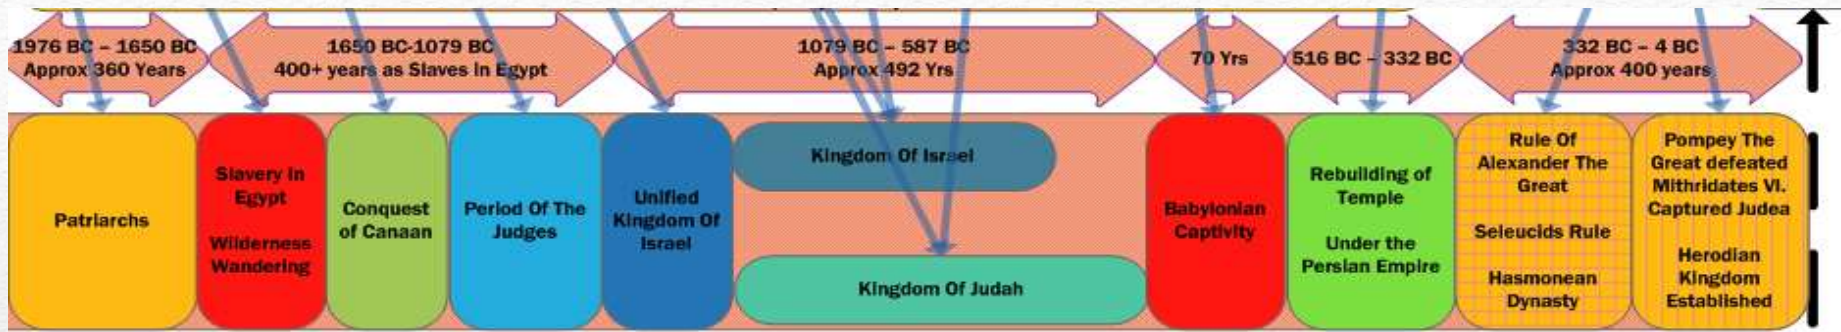 1976 BC – 1650 BC
Approx 360 Years
1650 BC-1079 BC
400+ years as Slaves in Egypt
1079 BC – 587 BC
Approx 492 Yrs
70 Yrs
516 BC – 332 BC
332 BC – 4 BC
Approx 400 years
Patriarchs
Slavery in
Egypt
Wilderness
Wandering
Conquest
of Canaan
Period Of The
Judges
Unified
Kingdom Of
Israel
Kingdom Of Israel
Kingdom Of Judah
Babylonian
Captivity
Rebuilding of
Temple
Under the
Persian Empire
Rule Of
Alexander The
Great
Seleucids Rule
Hasmonean
Dynasty
Pompey The
Great defeated
Mithridates VI.
Captured Judea
Herodian
Kingdom
Established